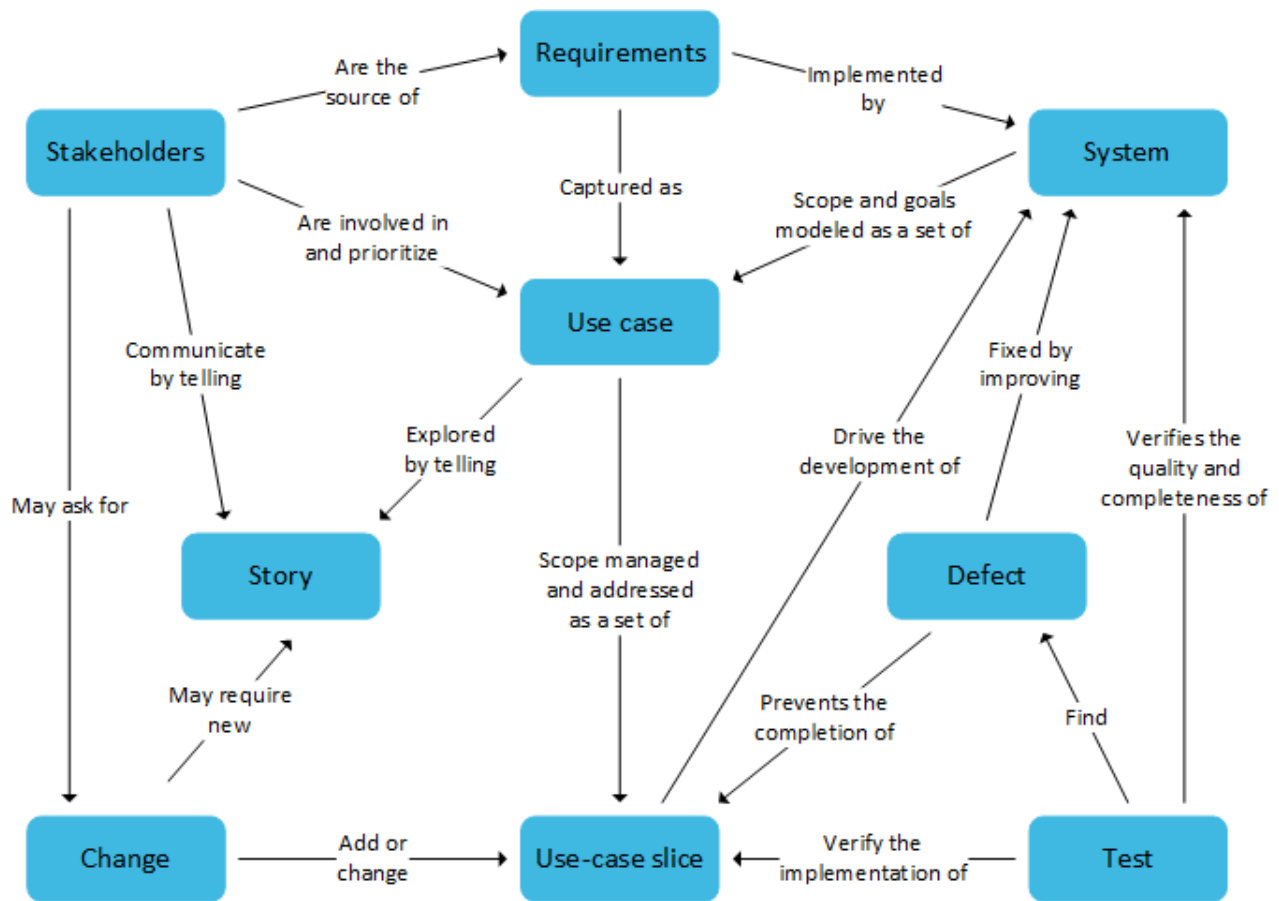 Requirements
Are the
source of
Implemented
by
Stakeholders
System
Captured as
Are involved in
and prioritize
Scope and goals
modeled as a set of
Use case
Communicate
by telling
Fixed by
improving
Explored
by telling
Drive the
development of
Verifies the
quality and
completeness of
May ask for
Story
Scope managed
and addressed
as a set of
Defect
May require
new
Prevents the
completion of
Find
Change
Add or
change
Use-case slice
Verify the
implementation of
Test